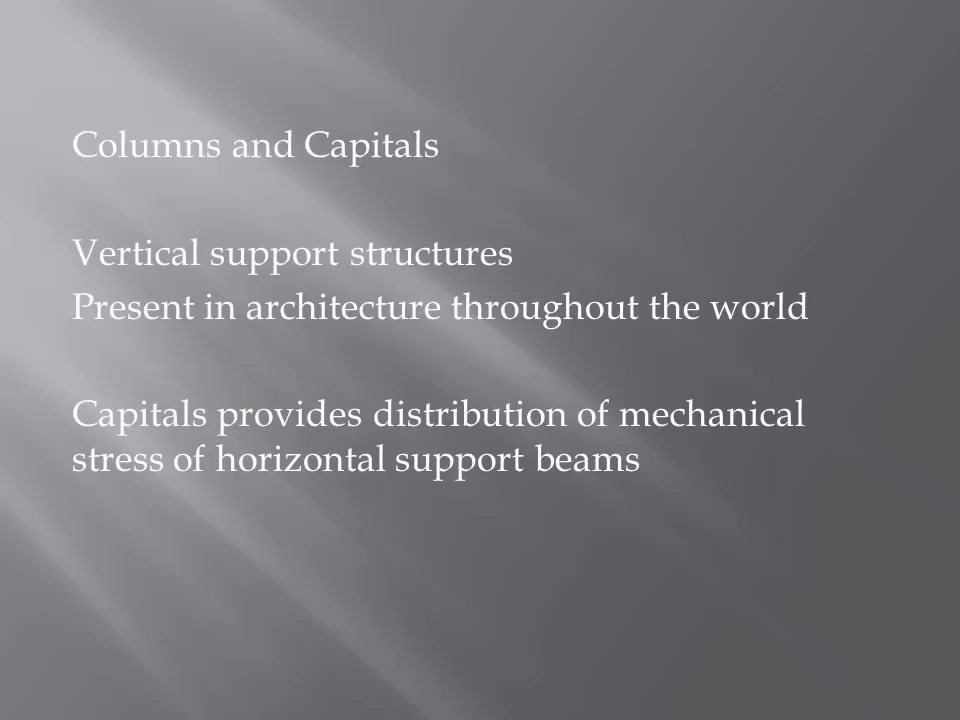 Columns and Capitals
Vertical support structures
Present in architecture throughout the world
Capitals provides distribution of mechanical
stress of horizontal support beams